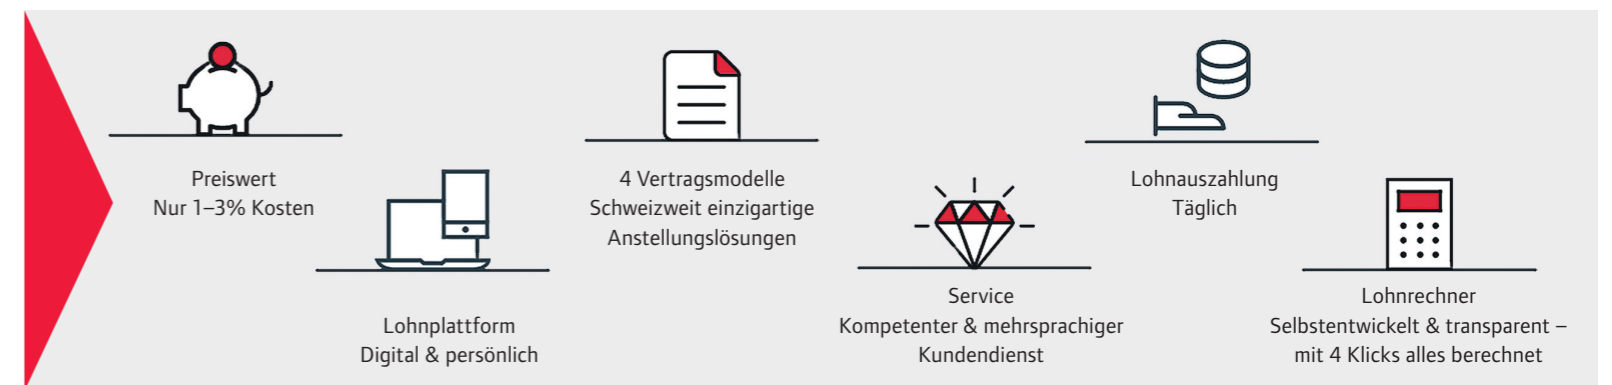 Preiswert
Nur 1–3% Kosten
Lohnplattform
Digital & persönlich
4 Vertragsmodelle
Schweizweit einzigartige
Anstellungslösungen
Service
Kompetenter & mehrsprachiger
Kundendienst
Lohnauszahlung
Täglich
Lohnrechner
Selbstentwickelt & transparent –
mit 4 Klicks alles berechnet